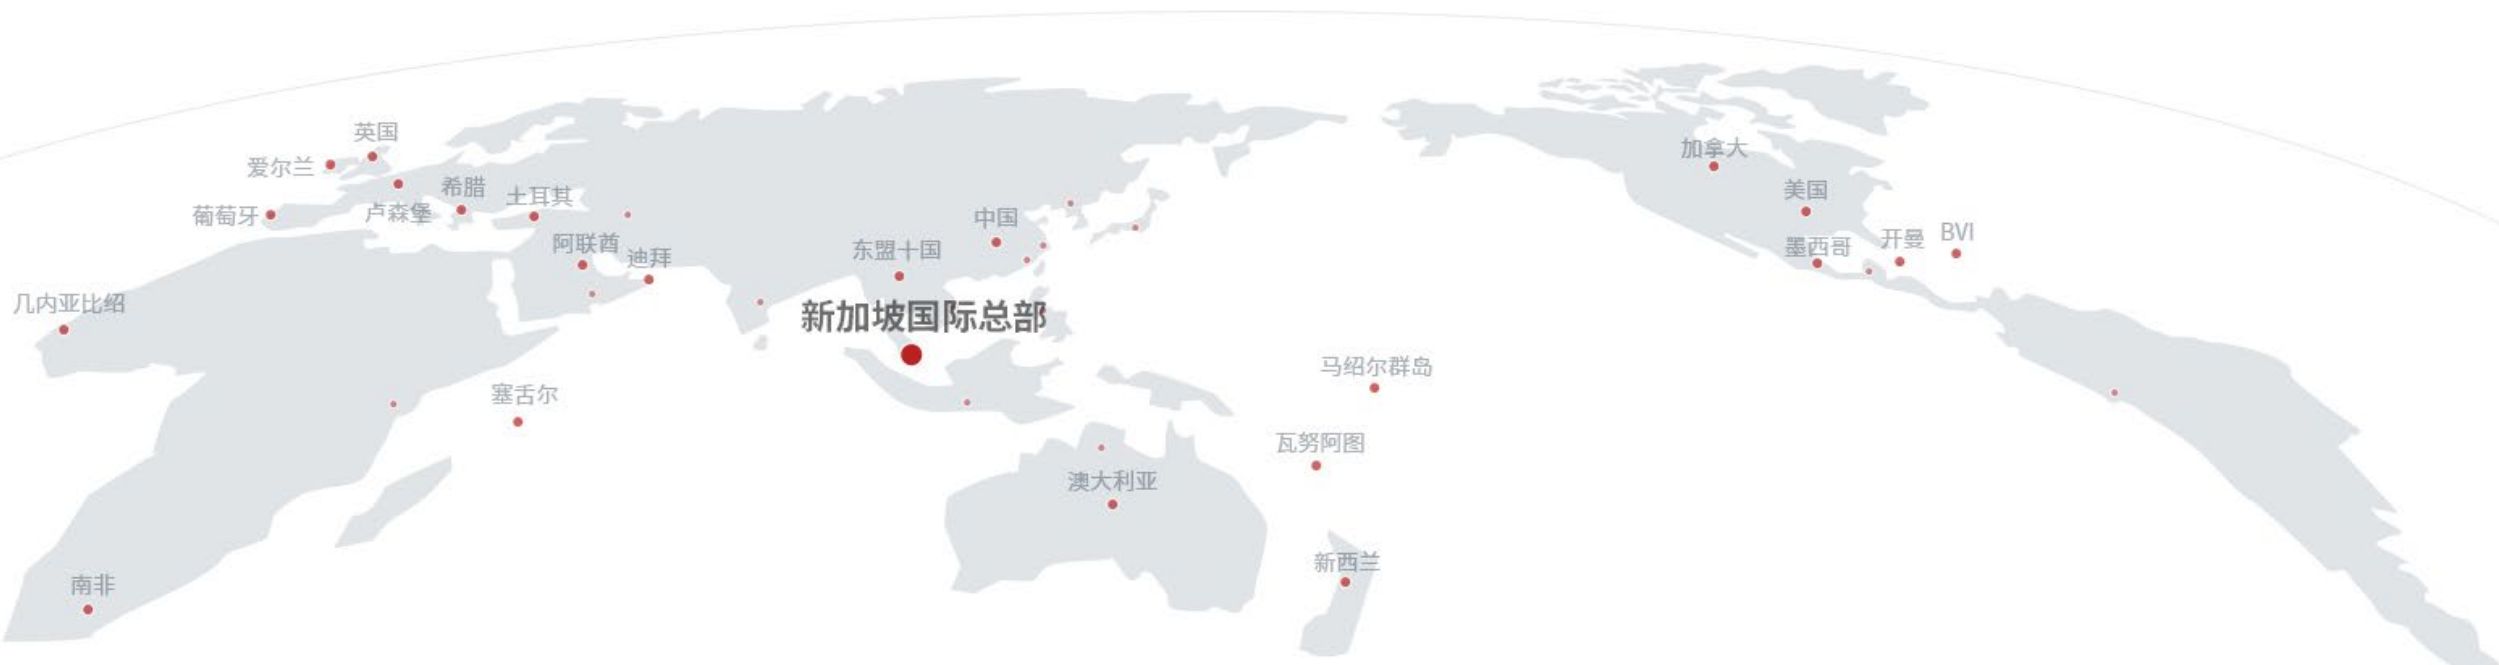 英国
爱尔兰
加拿大
希腊
土耳其
美国
葡萄牙
卢森堡
中国
阿联酋
迪拜
东盟十国
墨西哥
开曼
BVI
几内亚比绍
新加坡国际总部
马绍尔群岛
塞舌尔
瓦努阿图
澳大利亚
新西兰
南非